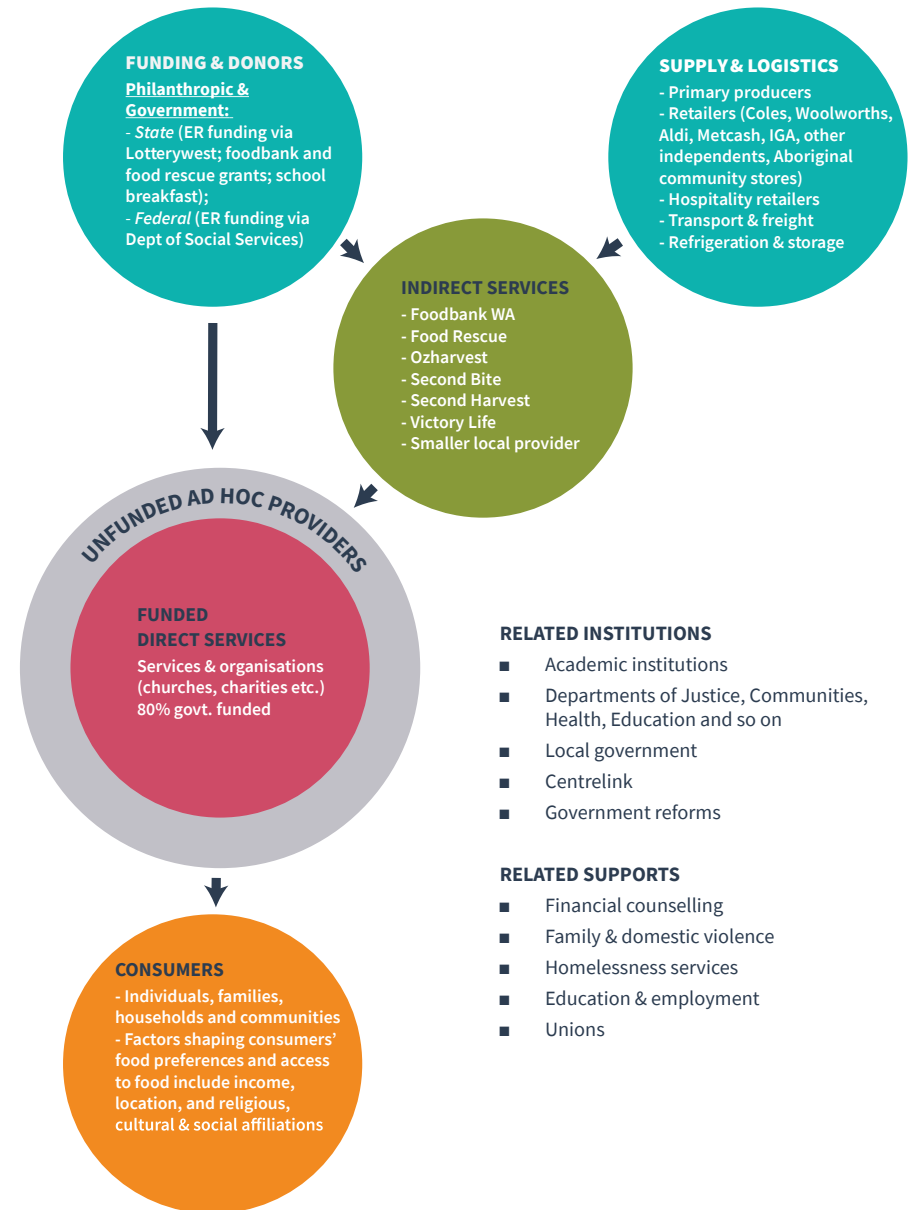 FUNDING & DONORS
Philanthropic &
Government:
- State (ER funding via
Lotterywest; foodbank and
food rescue grants; school
breakfast);
- Federal (ER funding via
Dept of Social Services)
SUPPLY & LOGISTICS
- Primary producers
- Retailers (Coles, Woolworths,
Aldi, Metcash, IGA, other
independents, Aboriginal
community stores)
- Hospitality retailers
- Transport & freight
- Refrigeration & storage
INDIRECT SERVICES
- Foodbank WA
- Food Rescue
- Ozharvest
- Second Bite
- Second Harvest
- Victory Life
- Smaller local provider
UNFUNDED AD HOC PROVIDERS
FUNDED
DIRECT SERVICES
Services & organisations
(churches, charities etc.)
80% govt. funded
RELATED INSTITUTIONS
■ Academic institutions
■ Departments of Justice, Communities,
Health, Education and so on
■ Local government
■ Centrelink
■ Government reforms
RELATED SUPPORTS
■ Financial counselling
■ Family & domestic violence
■ Homelessness services
■ Education & employment
■ Unions
CONSUMERS
- Individuals, families,
households and communities
- Factors shaping consumers’
food preferences and access
to food include income,
location, and religious,
cultural & social affiliations